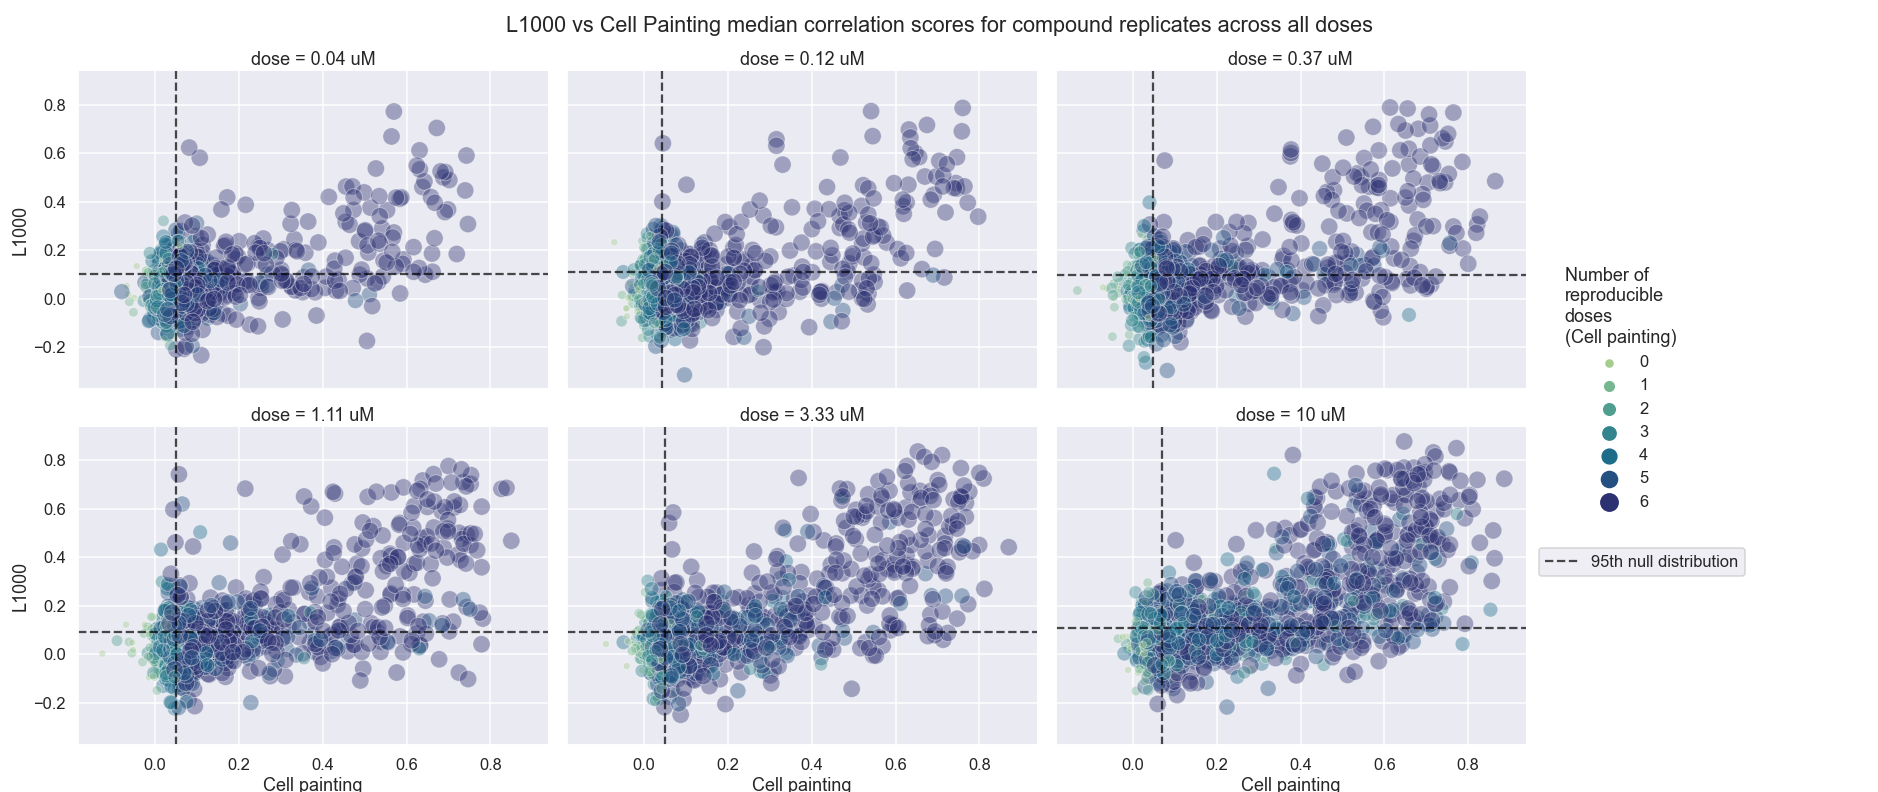 L1000 vs Cell Painting median correlation scores for compound replicates across all doses
dose = 0.04 uM
dose = 0.12 uM
dose = 0.37 uM
0.8
0.6
0.4
0.2
0.0
−0.2
L1000
dose = 1.11 uM
dose = 3.33 uM
dose = 10 uM
0.8
0.6
0.4
0.2
0.0
−0.2
L1000
0.0 0.2 0.4 0.6 0.8
0.0 0.2 0.4 0.6 0.8
0.0 0.2 0.4 0.6 0.8
Cell painting
Cell painting
Cell painting
Number of
reproducible
doses
(Cell painting)
0
1
2
3
4
5
6
95th null distribution